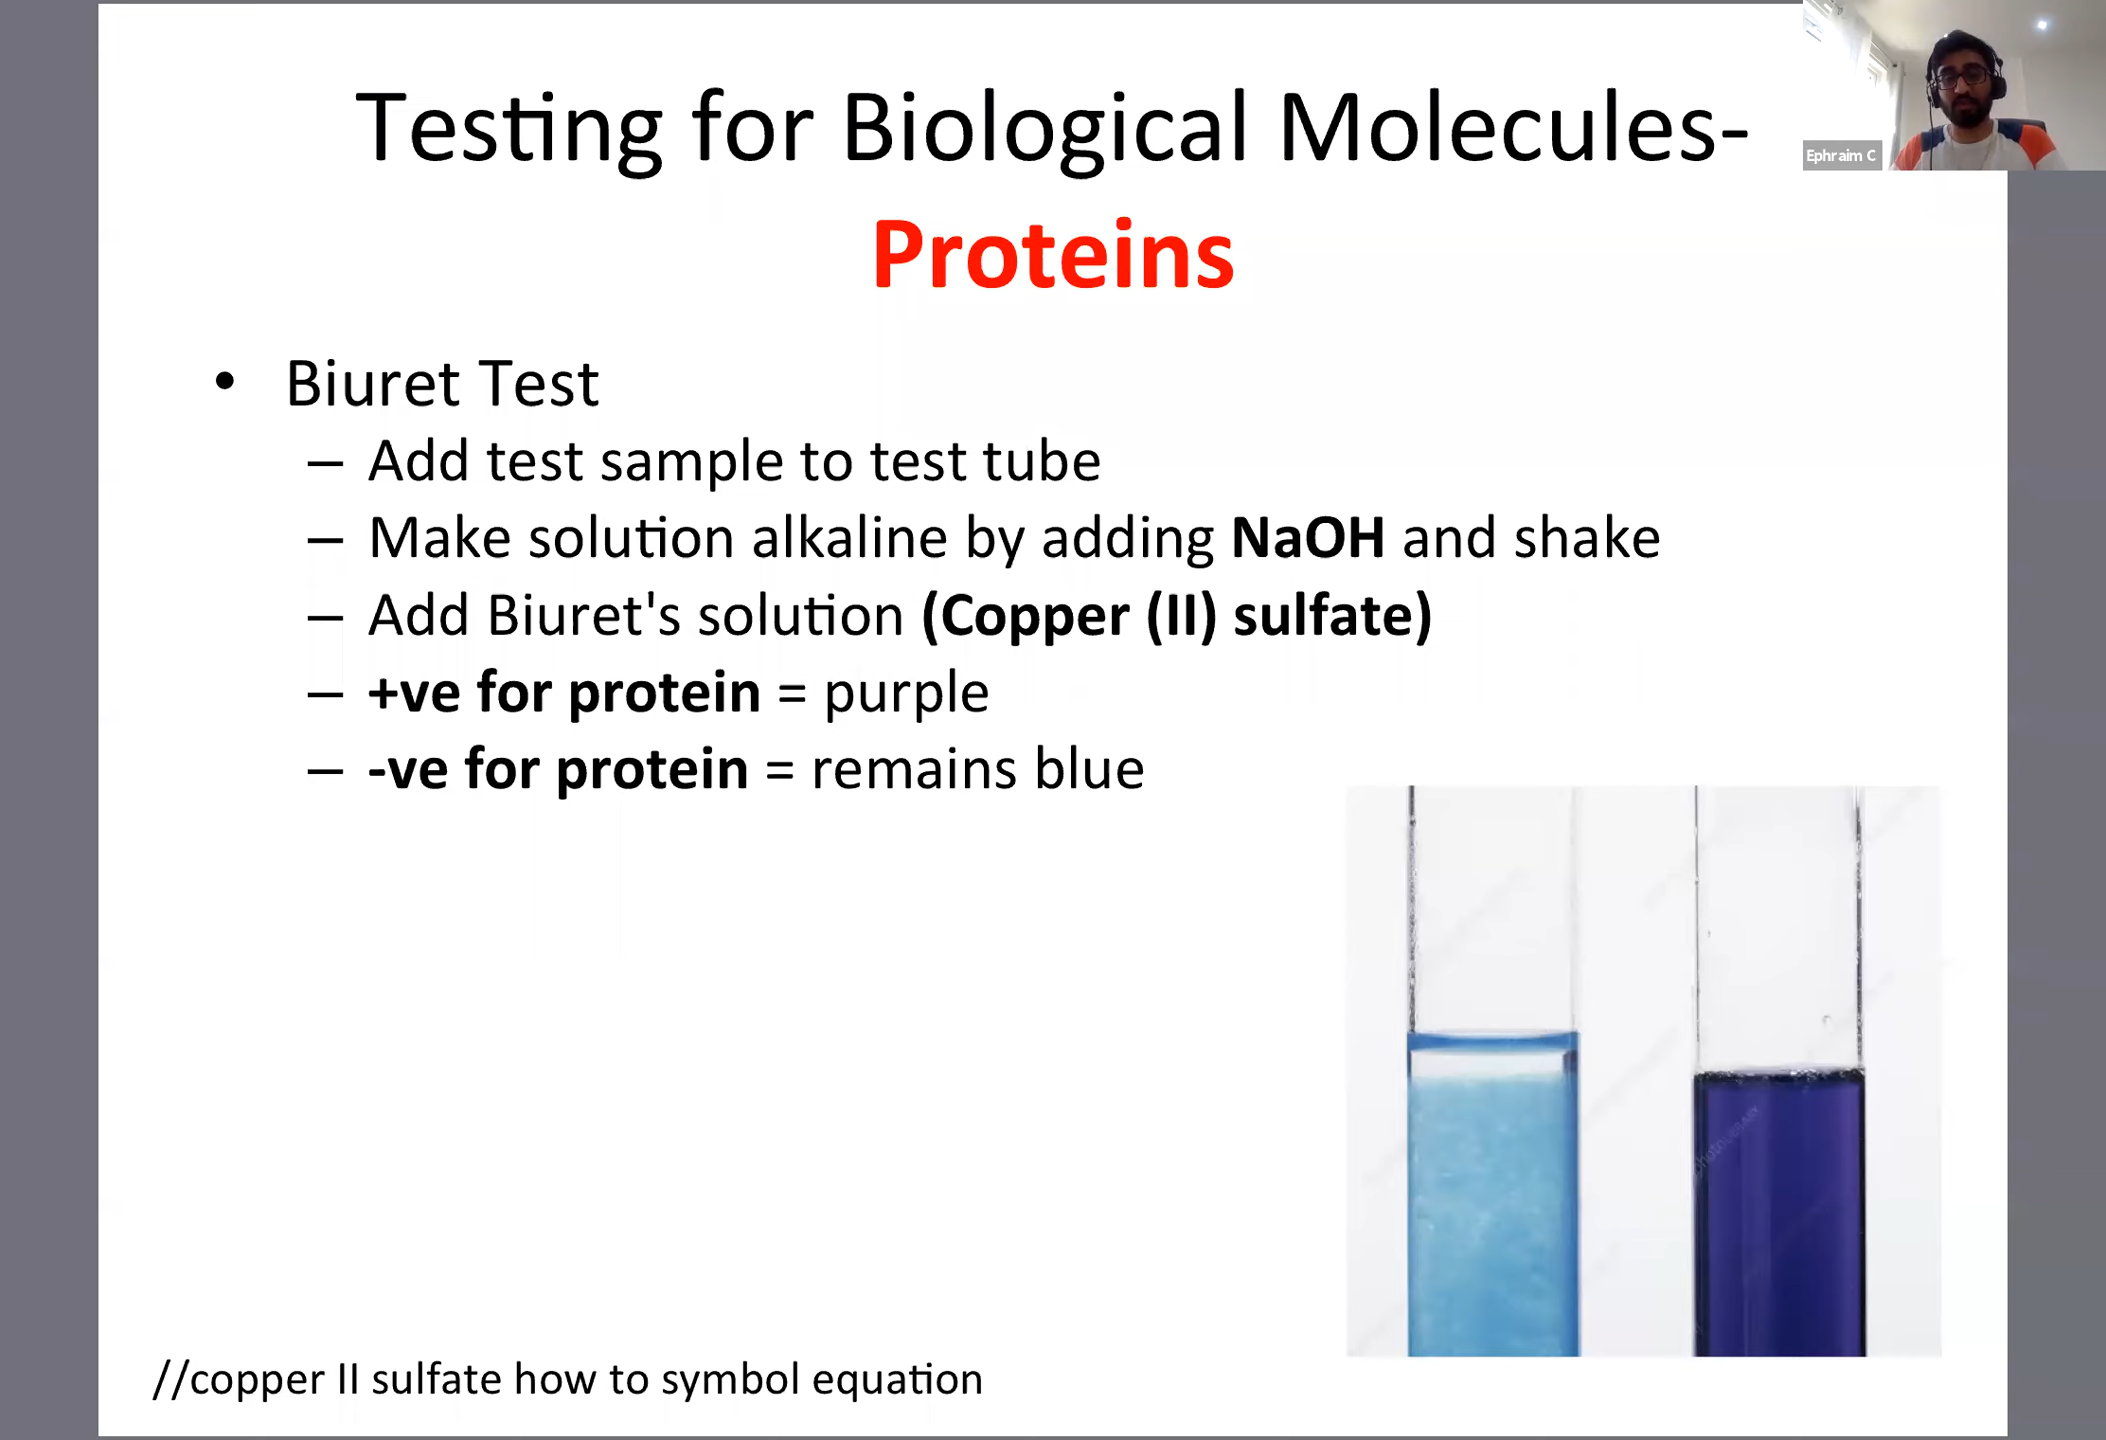 Testing for Biological Molecules-
Proteins
Ephraim C
• Biuret Test
– Add test sample to test tube
– Make solution alkaline by adding NaOH and shake
– Add Biuret's solution (Copper (II) sulfate)
– +ve for protein = purple
– -ve for protein = remains blue
//copper II sulfate how to symbol equation